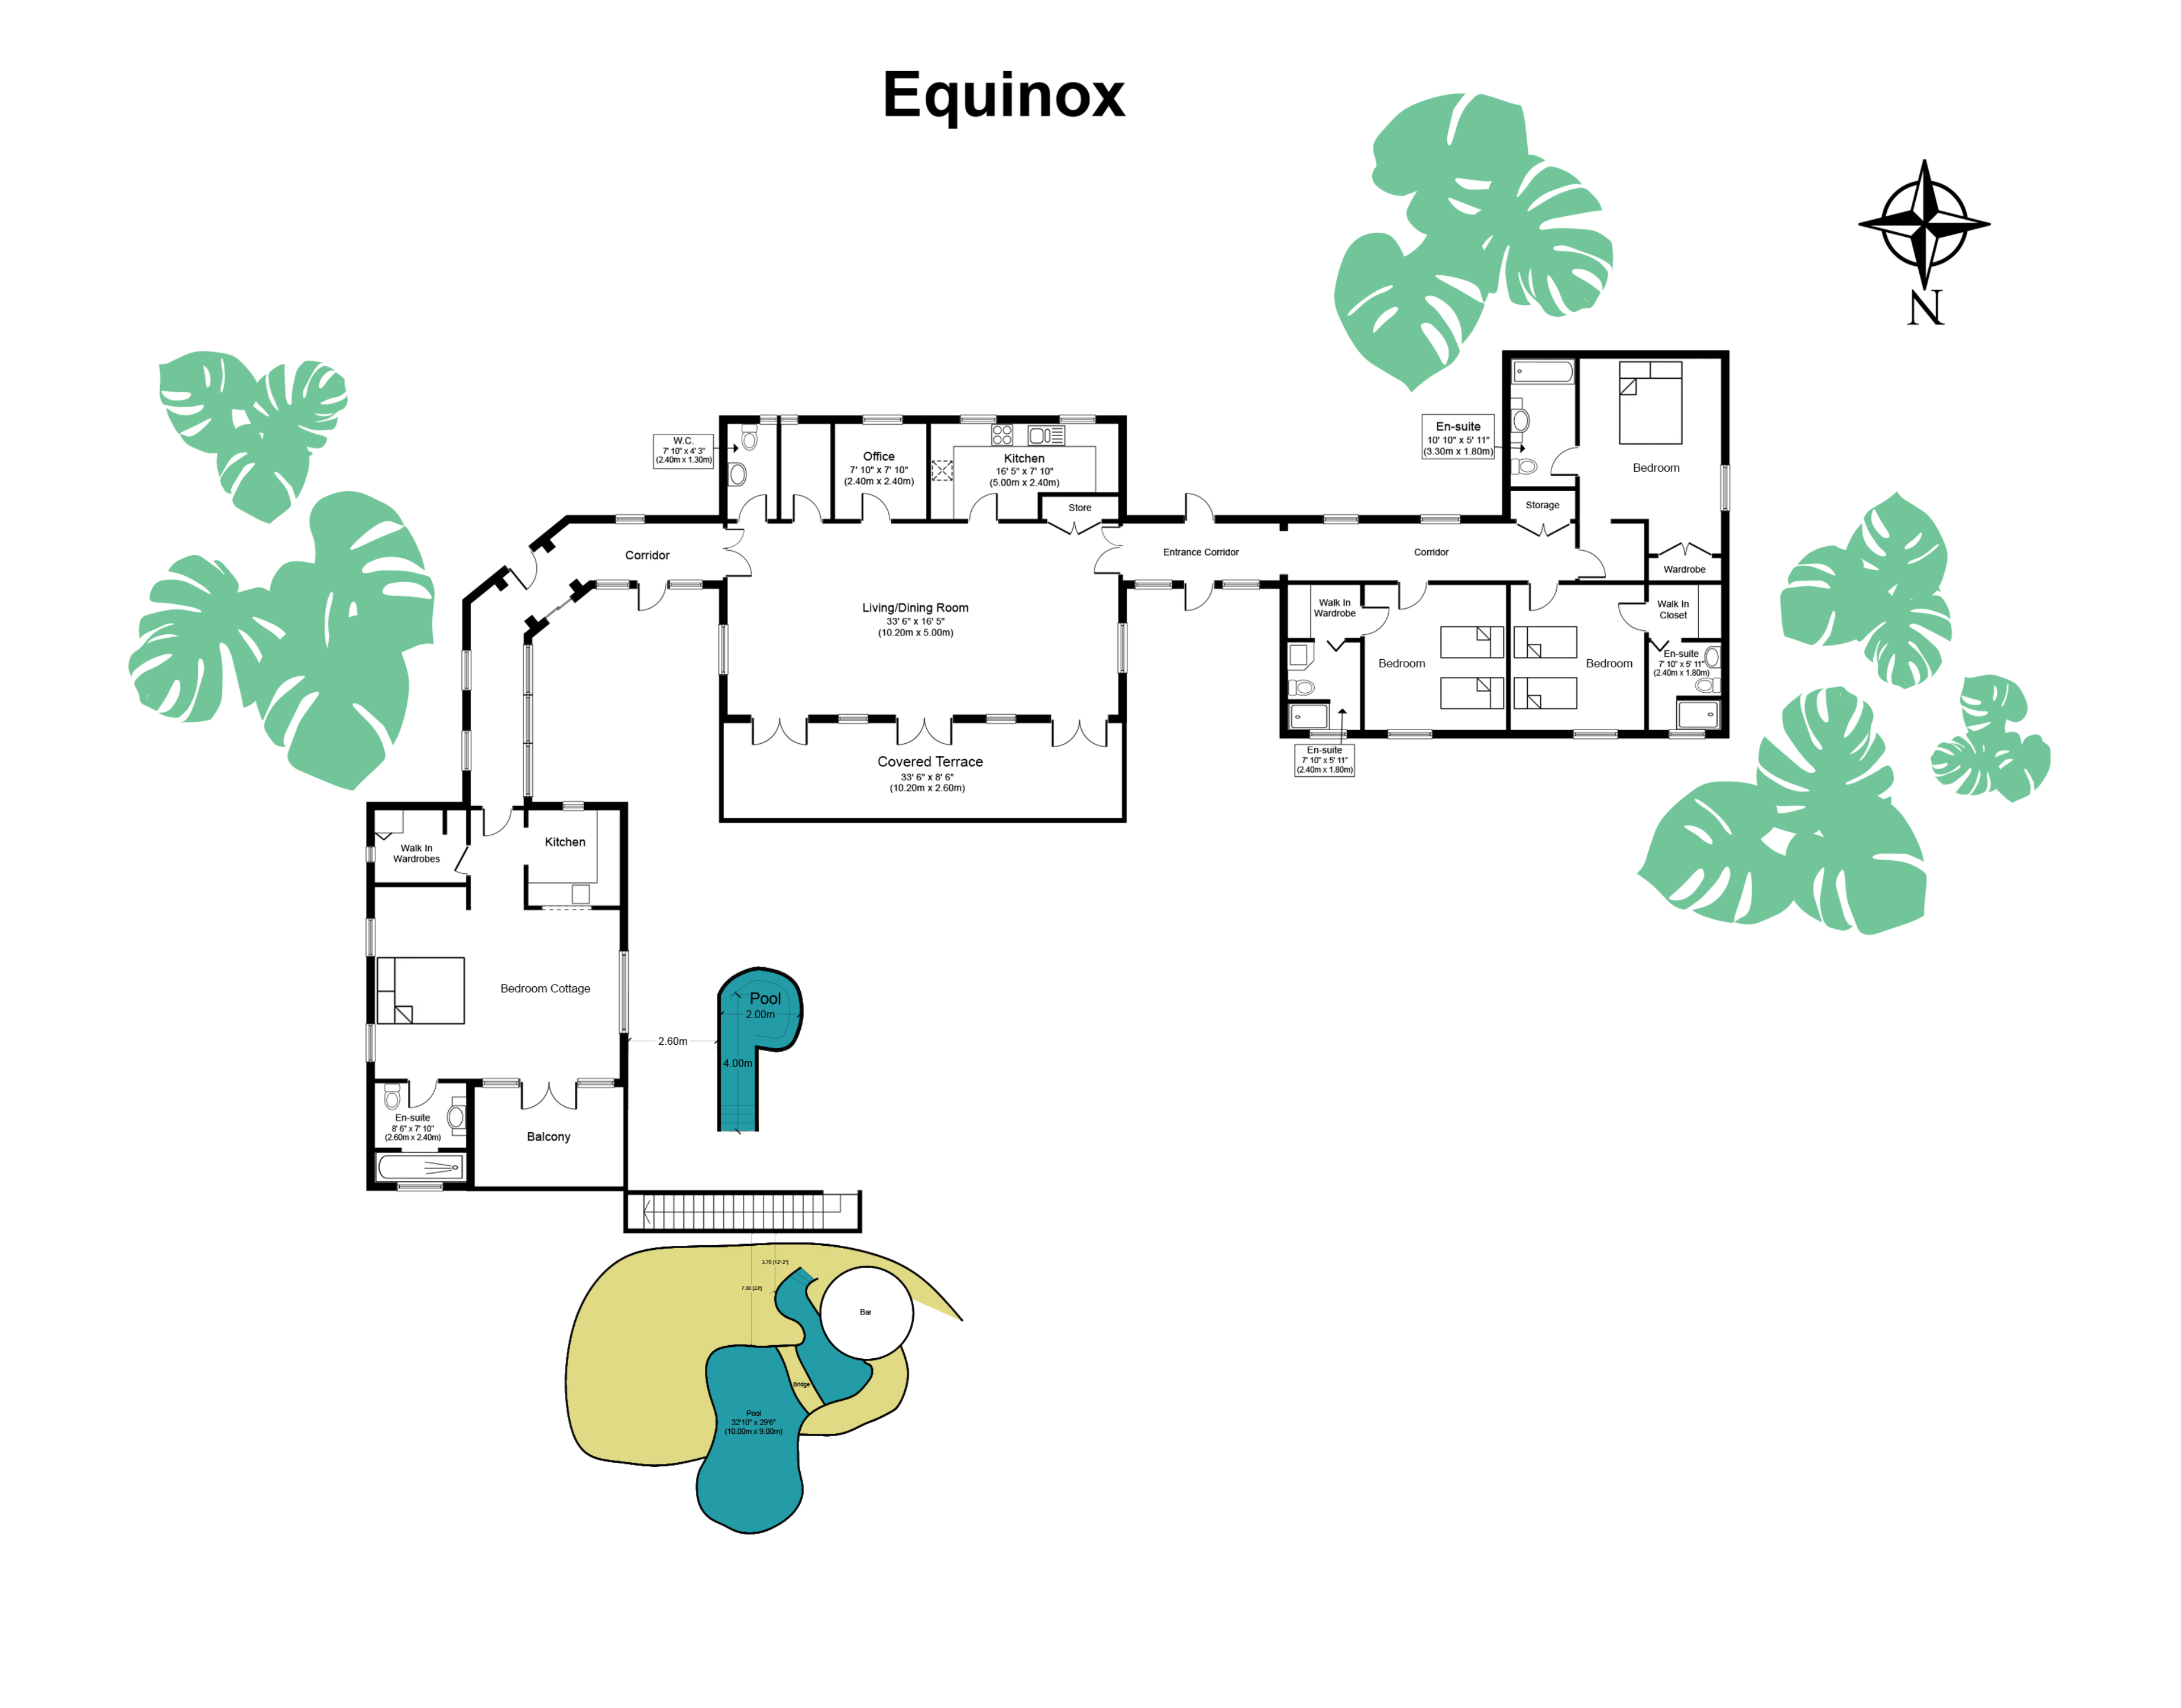 Equinox
N
W.C.
7' 10" x 4' 3"
(2.40m x 1.30m)
Office
7' 10" x 7' 10"
(2.40m x 2.40m)
Kitchen
16' 5" x 7' 10"
(5.00m x 2.40m)
Store
En-suite
10' 10" x 5' 11"
(3.30m x 1.80m)
Bedroom
Storage
Corridor
Entrance Corridor
Corridor
Wardrobe
Living/Dining Room
33' 6" x 16' 5"
(10.20m x 5.00m)
Walk In
Wardrobe
Walk In
Closet
Bedroom
Bedroom
En-suite
7' 10" x 5' 11"
(2.40m x 1.80m)
En-suite
7' 10" x 5' 11"
(2.40m x 1.80m)
Covered Terrace
33' 6" x 8' 6"
(10.20m x 2.60m)
Walk In
Wardrobes
Kitchen
Bedroom Cottage
Pool
2.00m
2.60m
4.00m
En-suite
8' 6" x 7' 10"
(2.60m x 2.40m)
Balcony
3.70 [12'-2"]
7.00 [23']
Bar
Bridge
Pool
32'10" x 29'6"
(10.00m x 9.00m)